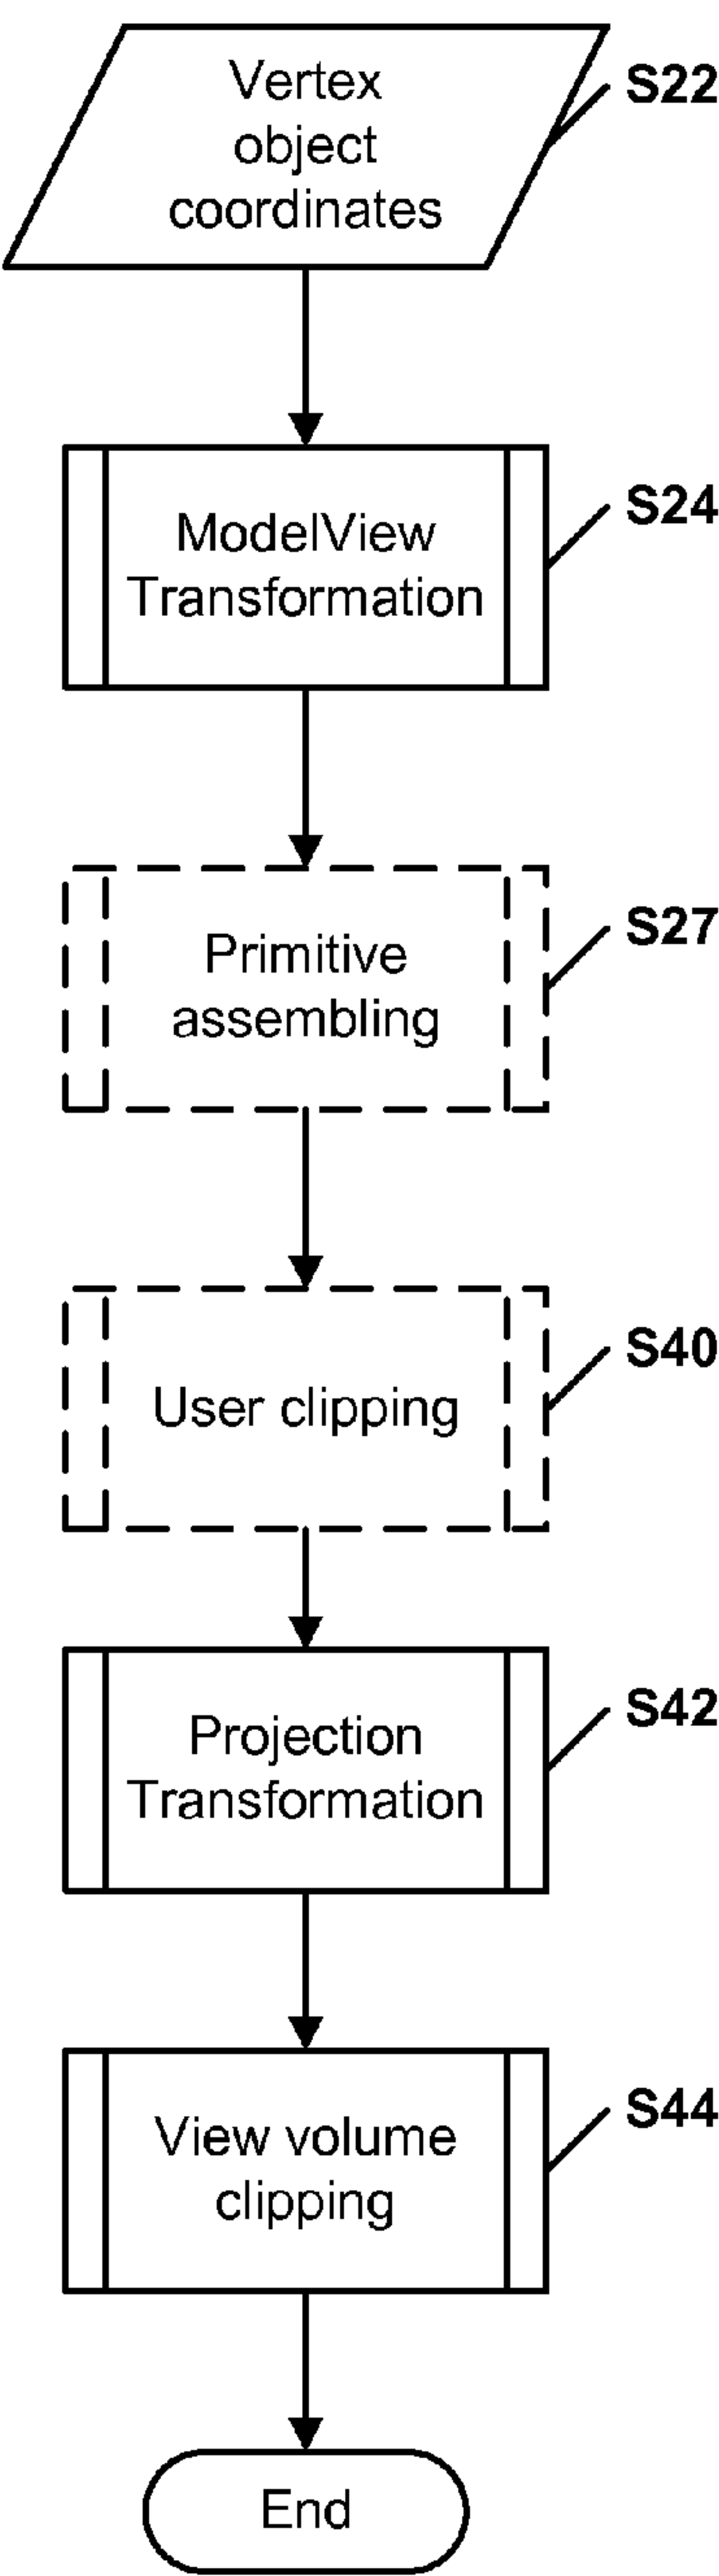 Vertex
object
coordinates
S22
ModelView
Transformation
S24
Primitive
assembling
S27
User clipping
S40
Projection
Transformation
S42
View volume
clipping
S44
End